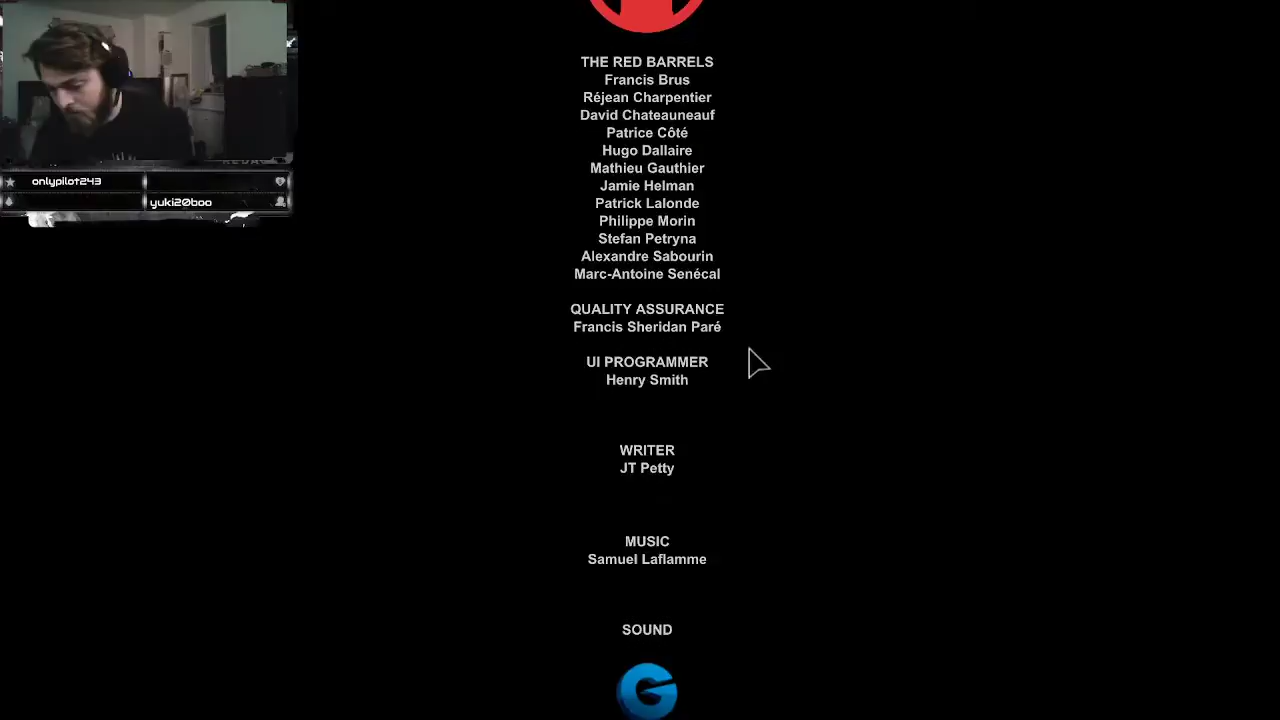 onlypilot243
yuki20boo
THE RED BARRELS
Francis Brus
Réjean Charpentier
David Chateauneuf
Patrice Côté
Hugo Dallaire
Mathieu Gauthier
Jamie Helman
Patrick Lalonde
Philippe Morin
Stefan Petryna
Alexandre Sabourin
Marc-Antoine Senécal
QUALITY ASSURANCE
Francis Sheridan Paré
UI PROGRAMMER
Henry Smith
WRITER
JT Petty
MUSIC
Samuel Laflamme
SOUND